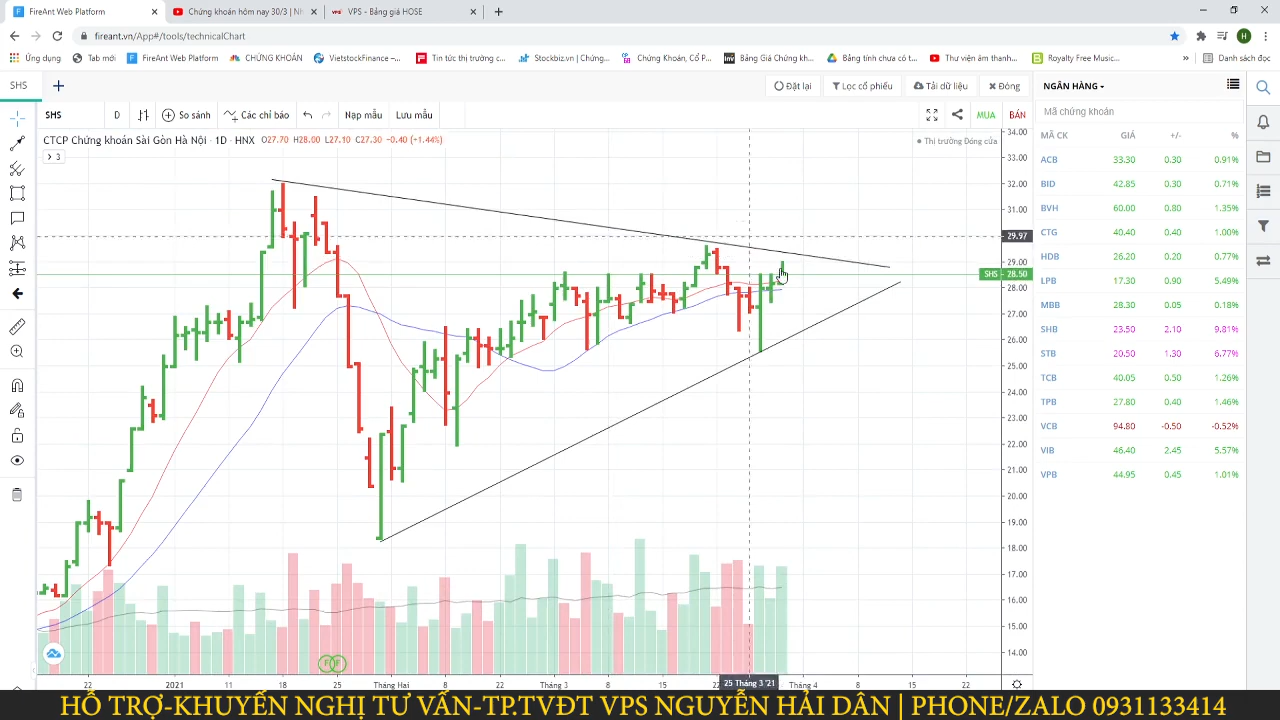 FireAnt Web Platform
Chứng khoán hôm nay 30/3 | Nh
VPS - Bảng giá HOSE
fireant.vn/App#/tools/technicalChart
Ứng dụng
Tab mới
FireAnt Web Platform
CHỨNG KHOÁN
VietstockFinance –...
Tin tức thị trường c...
Stockbiz.vn | Chứng...
Chứng Khoán, Cổ P...
Bảng Giá Chứng kh...
Bảng tính chưa có t...
Thư viện âm thanh...
Royalty Free Music...
»
Danh sách đọc
SHS
Đặt lại
Lọc cổ phiếu
Tải dữ liệu
Đóng
NGÂN HÀNG
SHS
D
So sánh
Các chỉ báo
Nạp mẫu
Lưu mẫu
MUA
BÁN
Mã chứng khoán
CTCP Chứng khoán Sài Gòn Hà Nội · 1D · HNX O27.70 H28.00 L27.10 C27.30 -0.40 (+1.44%)
Thị trường Đóng cửa
3
MÃ CK GIÁ +/- %
ACB 33.30 0.30 0.91%
BID 42.85 0.30 0.71%
BVH 60.00 0.80 1.35%
CTG 40.40 0.40 1.00%
HDB 26.20 0.20 0.77%
LPB 17.30 0.90 5.49%
MBB 28.30 0.05 0.18%
SHB 23.50 2.10 9.81%
STB 20.50 1.30 6.77%
TCB 40.05 0.50 1.26%
TPB 27.80 0.40 1.46%
VCB 94.80 -0.50 -0.52%
VIB 46.40 2.45 5.57%
VPB 44.95 0.45 1.01%
34.00
33.00
32.00
31.00
29.97
29.00
SHS 28.50
28.00
27.00
26.00
25.00
24.00
23.00
22.00
21.00
20.00
19.00
18.00
17.00
16.00
15.00
14.00
F F
22 2021 11 18 25 Tháng Hai 8 22 Tháng 3 8 15 25 Tháng 3 '21 Tháng 4 8 15 22
HỖ TRỢ-KHUYẾN NGHỊ TƯ VẤN-TP.TVĐT VPS NGUYỄN HẢI DÂN | PHONE/ZALO 0931133414